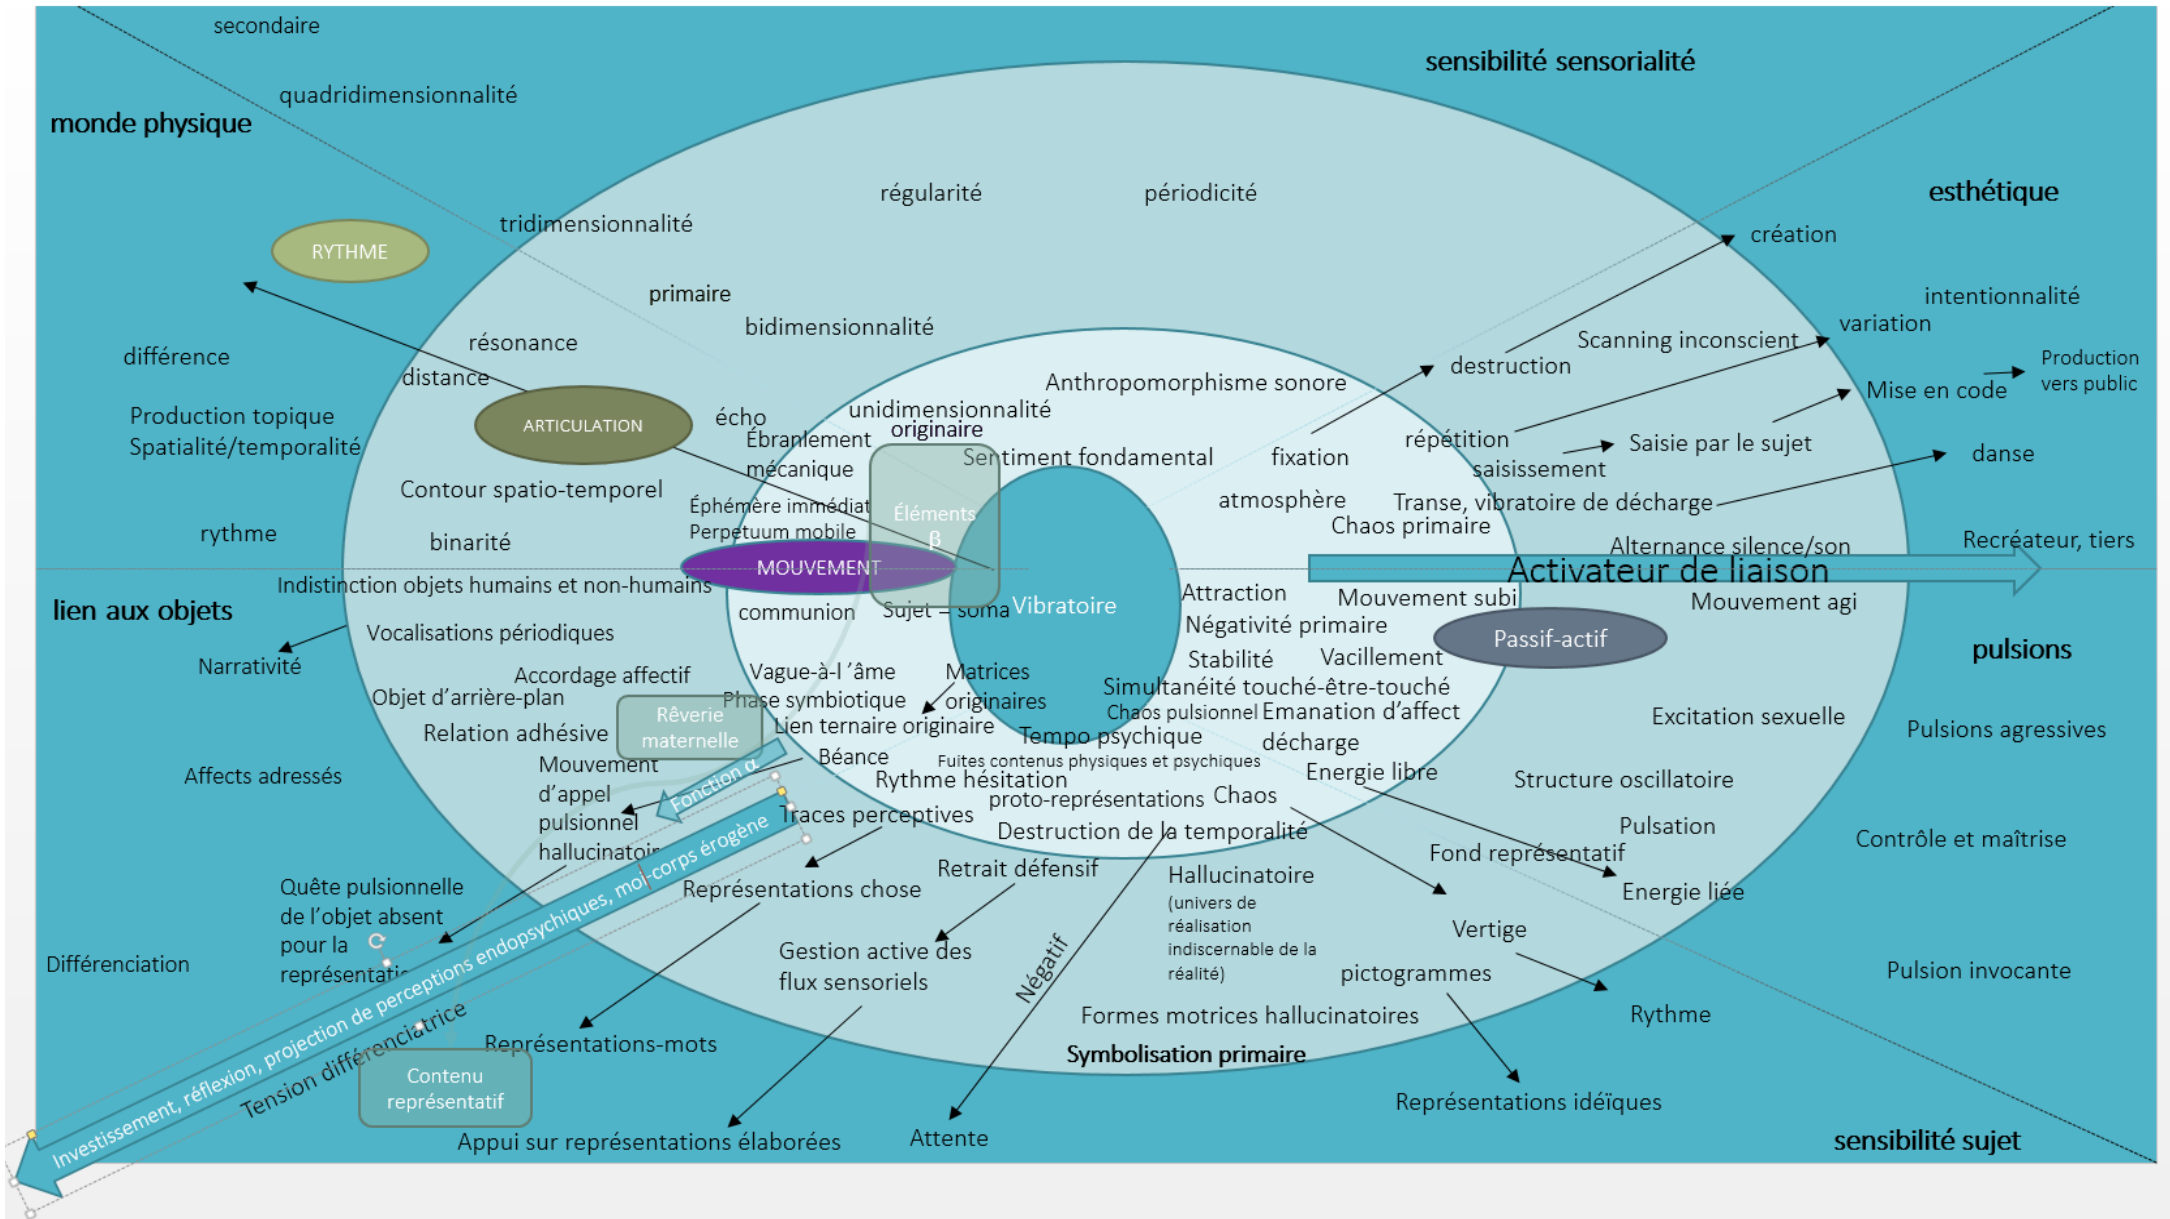 secondaire
sensibilité sensorialité
quadridimensionnalité
monde physique
régularité
périodicité
esthétique
tridimensionnalité
création
RYTHME
primaire
intentionnalité
bidimensionnalité
variation
résonance
Scanning inconscient
différence
destruction
Production
vers public
distance
Anthropomorphisme sonore
Mise en code
unidimensionnalité
originaire
Production topique
Spatialité/temporalité
ARTICULATION
écho
Ébranlement
mécanique
répétition
Saisie par le sujet
Sentiment fondamental
fixation
saisissement
danse
Contour spatio-temporel
Éphémère immédiat
Perpetuum mobile
Éléments
β
atmosphère
Transe, vibratoire de décharge
Chaos primaire
rythme
binarité
Alternance silence/son
Recréateur, tiers
MOUVEMENT
Activateur de liaison
Indistinction objets humains et non-humains
lien aux objets
communion
Sujet = soma
Vibratoire
Attraction
Mouvement subi
Mouvement agi
Vocalisations périodiques
Négativité primaire
Passif-actif
pulsions
Narrativité
Accordage affectif
Vague-à-l ’âme
Matrices
originaires
Stabilité
Vacillement
Objet d’arrière-plan
Phase symbiotique
Simultanéité touché-être-touché
Rêverie
maternelle
Chaos pulsionnel
Emanation d’affect
Excitation sexuelle
Relation adhésive
Lien ternaire originaire
Tempo psychique
décharge
Pulsions agressives
Béance
Fuites contenus physiques et psychiques
Affects adressés
Mouvement
d’appel
pulsionnel
hallucinatoir
Fonction α
Rythme hésitation
Energie libre
Structure oscillatoire
proto-représentations
Chaos
Traces perceptives
Destruction de la temporalité
Pulsation
Contrôle et maîtrise
Fond représentatif
Retrait défensif
Hallucinatoire
(univers de
réalisation
indiscernable de la
réalité)
Représentations chose
Energie liée
Quête pulsionnelle
de l’objet absent
pour la
représentatio
Investissement, réflexion, projection de perceptions endopsychiques, moi-corps érogène
Vertige
Gestion active des
flux sensoriels
Négatif
Différenciation
pictogrammes
Pulsion invocante
Formes motrices hallucinatoires
Rythme
Tension différenciatrice
Représentations-mots
Symbolisation primaire
Contenu
représentatif
Représentations idéïques
Appui sur représentations élaborées
Attente
sensibilité sujet